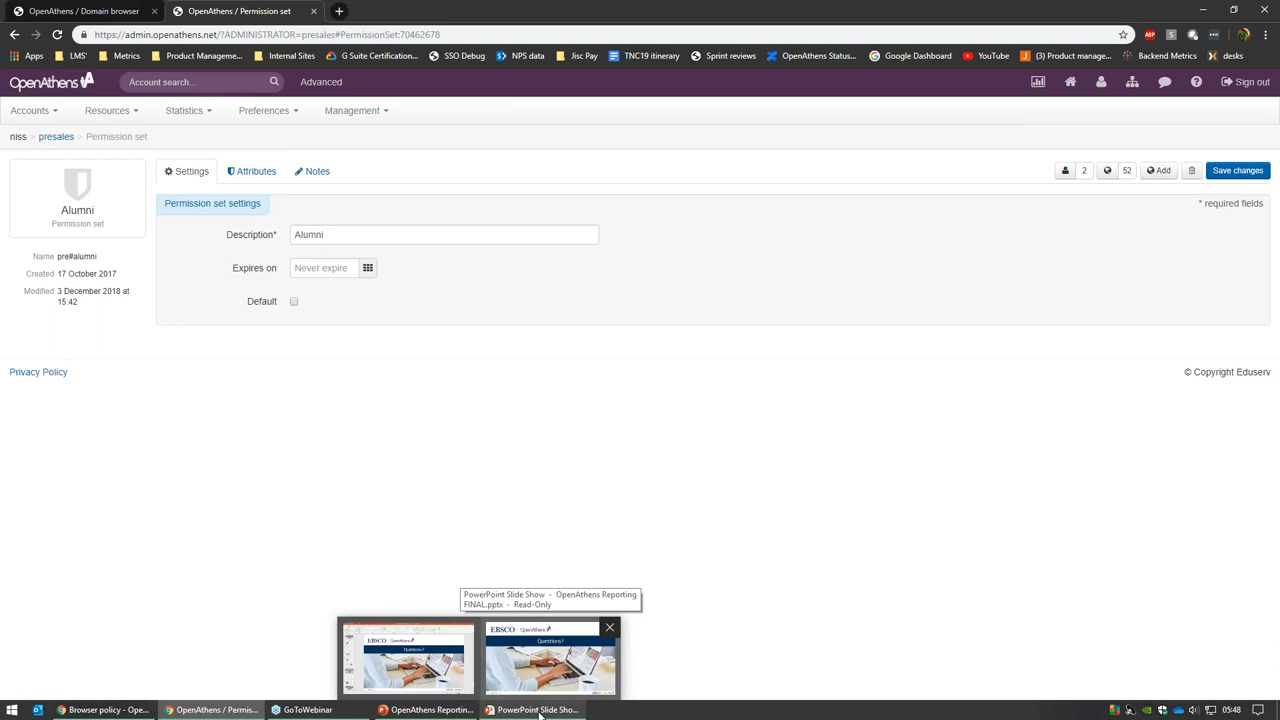 OpenAthens / Domain browser
OpenAthens / Permission set
https://admin.openathens.net/?ADMINISTRATOR=presales#PermissionSet:70462678
Apps
LMS'
Metrics
Product Manageme...
Internal Sites
G Suite Certification...
SSO Debug
NPS data
Jisc Pay
TNC19 itinerary
Sprint reviews
OpenAthens Status...
Google Dashboard
YouTube
(3) Product manage...
Backend Metrics
desks
OpenAthens
Account search...
Advanced
Sign out
Accounts
Resources
Statistics
Preferences
Management
niss > presales > Permission set
Alumni
Permission set
Name pre#alumni
Created 17 October 2017
Modified 3 December 2018 at
15:42
Settings
Attributes
Notes
2
52
Add
Save changes
Permission set settings
* required fields
Description* Alumni
Expires on Never expire
Default
Privacy Policy
© Copyright Eduserv
PowerPoint Slide Show - OpenAthens Reporting
FINAL.pptx - Read-Only
EBSCO OpenAthens
Questions?
EBSCO OpenAthens
Questions?
Browser policy - Ope...
OpenAthens / Permis...
GoToWebinar
OpenAthens Reportin...
PowerPoint Slide Sho...
05:48